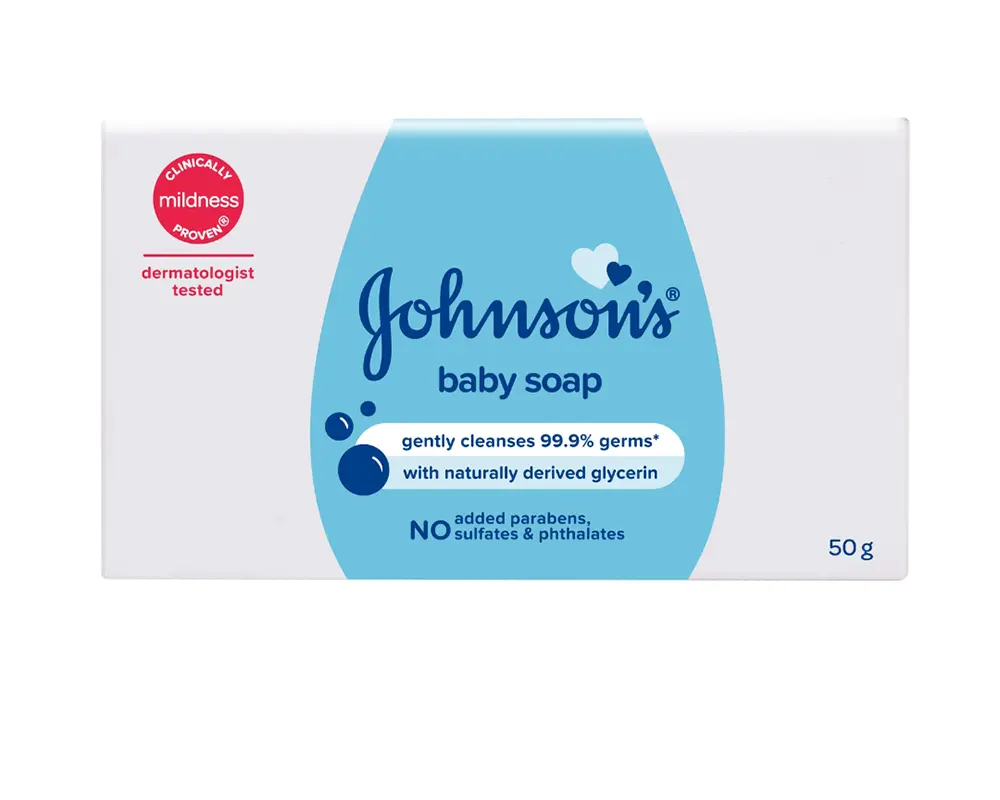 CLINICALLY
mildness
PROVEN®
dermatologist
tested
Johnson's®
baby soap
gently cleanses 99.9% germs*
with naturally derived glycerin
NO added parabens,
sulfates & phthalates
50 g